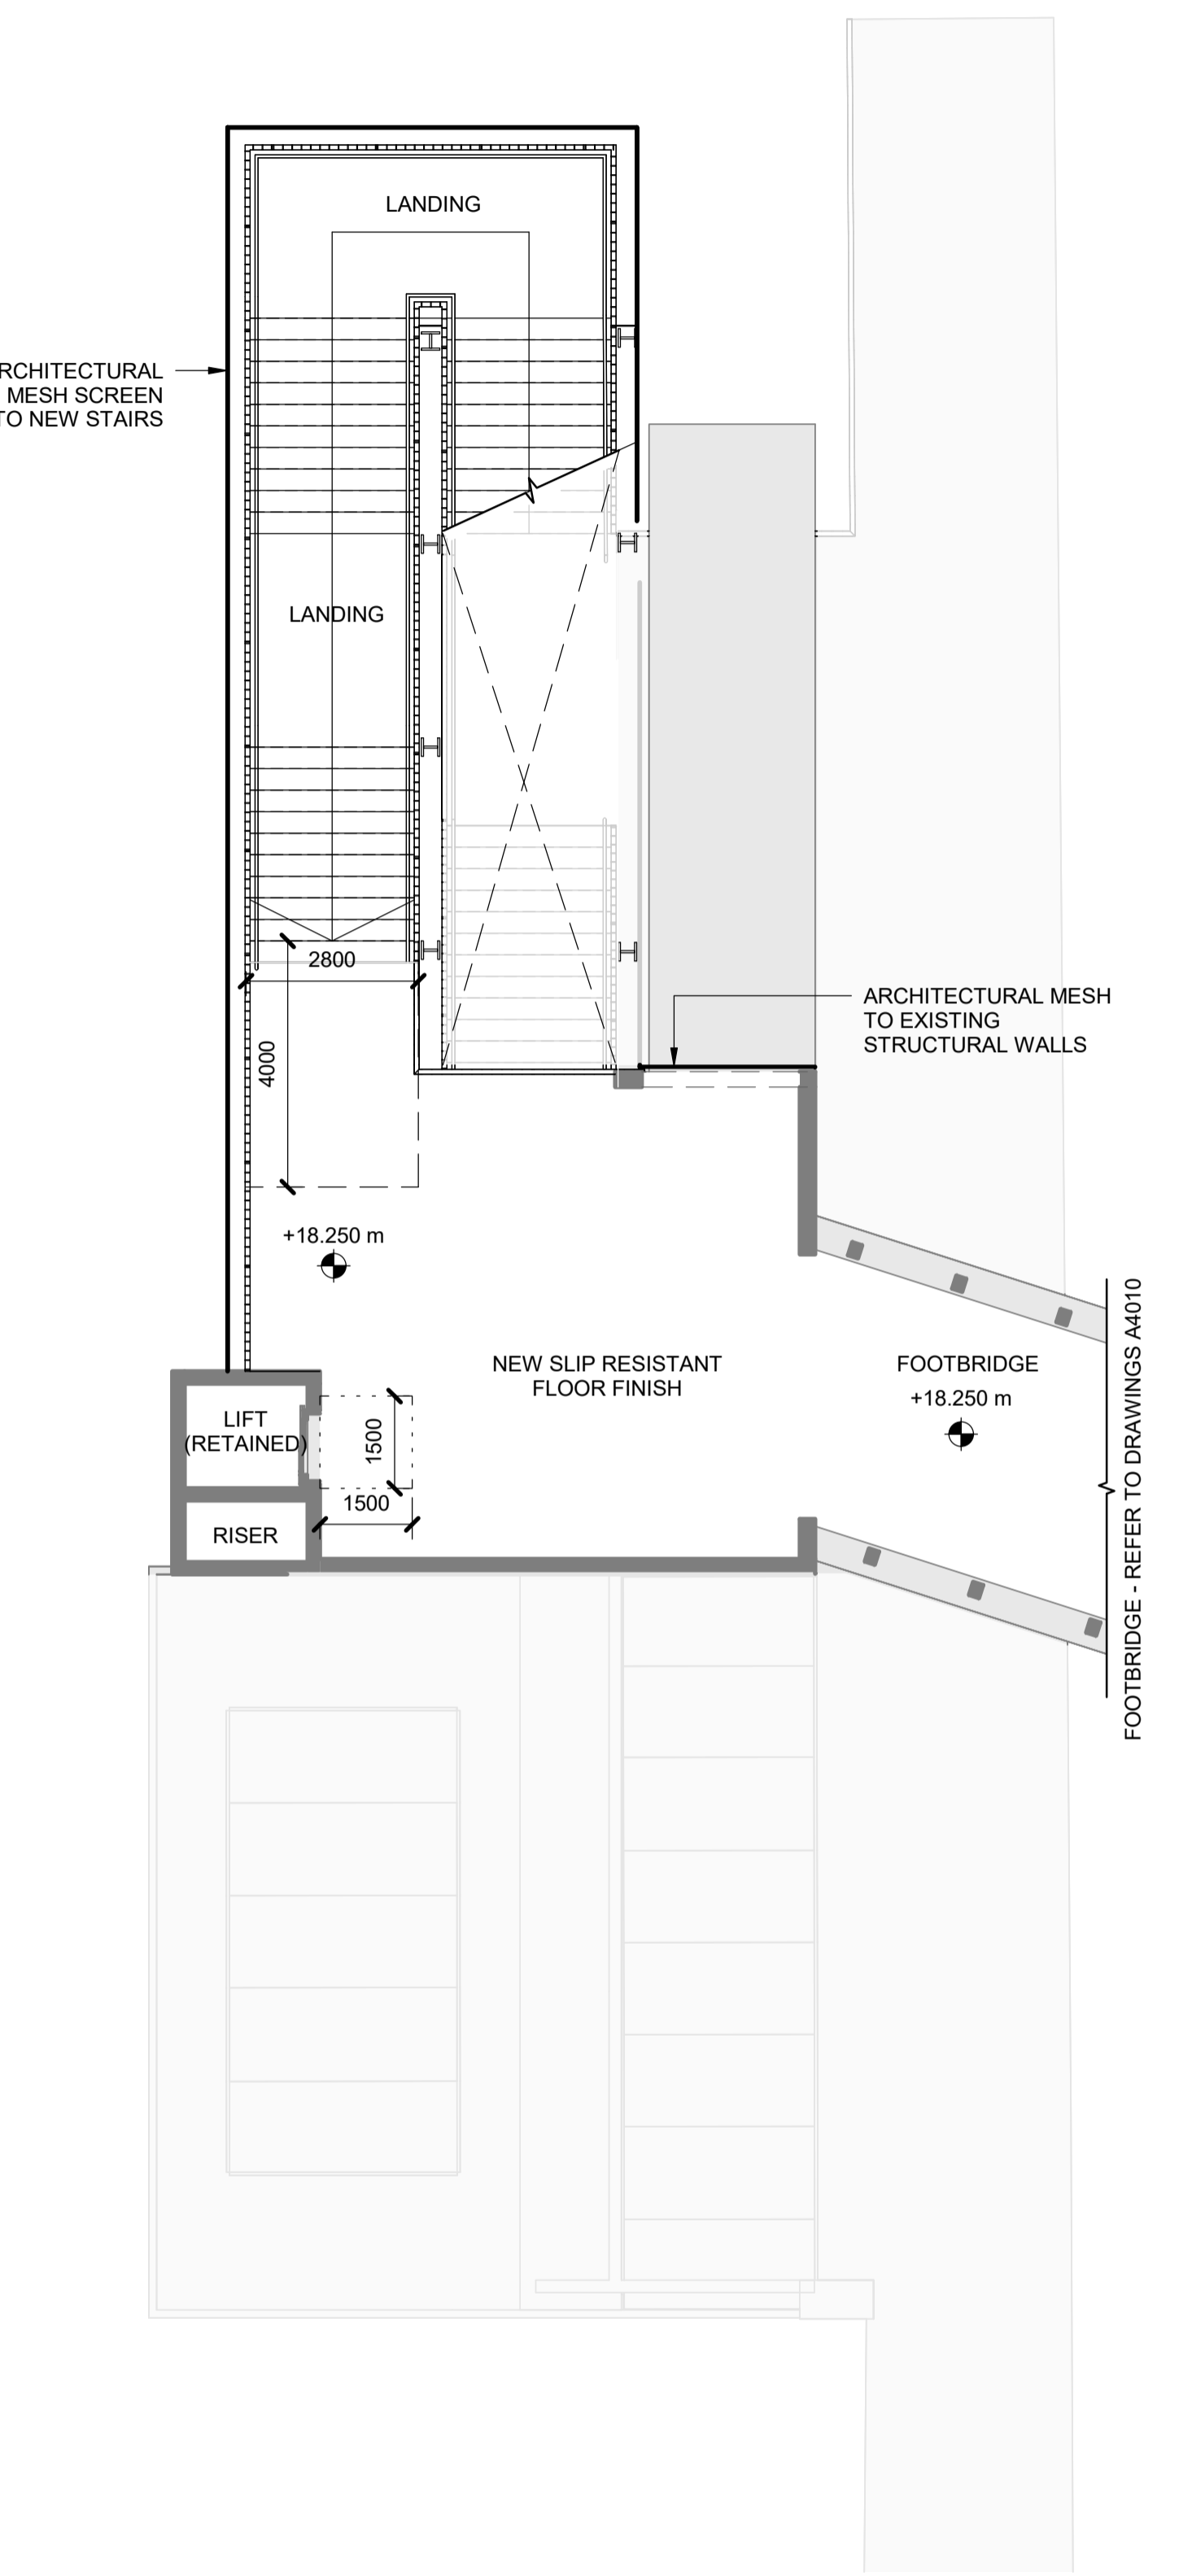 LANDING
RCHITECTURAL
MESH SCREEN
TO NEW STAIRS
LANDING
2800
4000
ARCHITECTURAL MESH
TO EXISTING
STRUCTURAL WALLS
+18.250 m
NEW SLIP RESISTANT
FLOOR FINISH
FOOTBRIDGE
+18.250 m
LIFT
(RETAINED)
1500
1500
RISER
FOOTBRIDGE - REFER TO DRAWINGS A4010